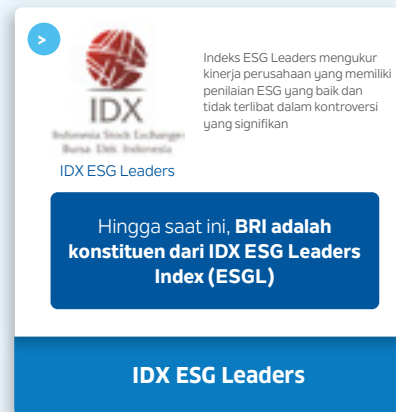 >
IDX
Indonesia Stock Exchange
Bursa Efek Indonesia
IDX ESG Leaders
Indeks ESG Leaders mengukur
kinerja perusahaan yang memiliki
penilaian ESG yang baik dan
tidak terlibat dalam kontroversi
yang signifikan
Hingga saat ini, BRI adalah
konstituen dari IDX ESG Leaders
Index (ESGL)
IDX ESG Leaders